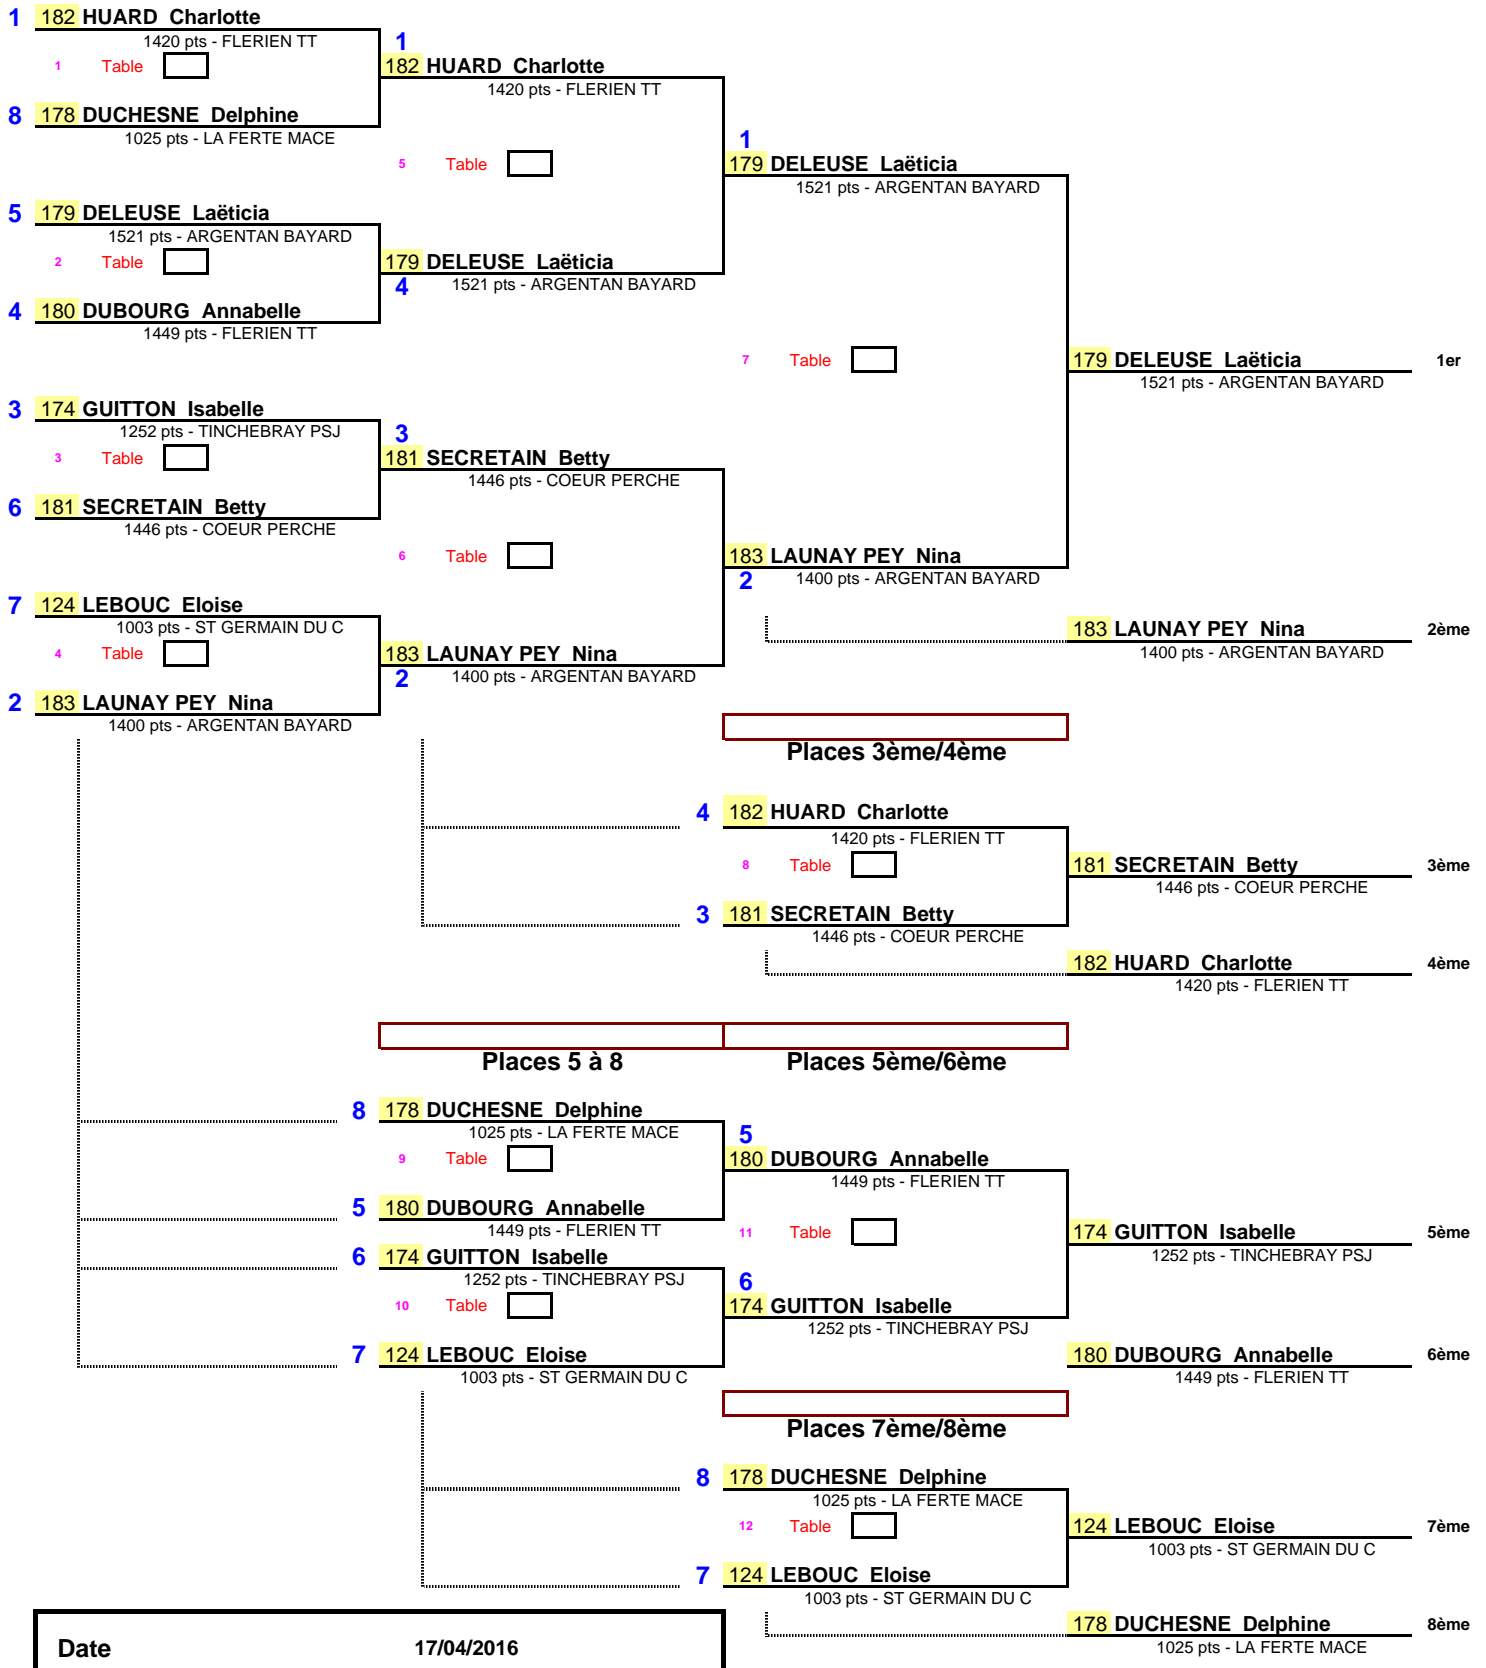 1 182 HUARD Charlotte
1420 pts - FLERIEN TT
1
1 Table
182 HUARD Charlotte
1420 pts - FLERIEN TT
8 178 DUCHESNE Delphine
1025 pts - LA FERTE MACE
1
5 Table
179 DELEUSE Laëticia
1521 pts - ARGENTAN BAYARD
5 179 DELEUSE Laëticia
1521 pts - ARGENTAN BAYARD
2 Table
179 DELEUSE Laëticia
4 1521 pts - ARGENTAN BAYARD
4 180 DUBOURG Annabelle
1449 pts - FLERIEN TT
7 Table
179 DELEUSE Laëticia 1er
1521 pts - ARGENTAN BAYARD
3 174 GUITTON Isabelle
1252 pts - TINCHEBRAY PSJ
3
3 Table
181 SECRETAIN Betty
1446 pts - COEUR PERCHE
6 181 SECRETAIN Betty
1446 pts - COEUR PERCHE
6 Table
183 LAUNAY PEY Nina
2 1400 pts - ARGENTAN BAYARD
7 124 LEBOUC Eloise
1003 pts - ST GERMAIN DU C
183 LAUNAY PEY Nina 2ème
1400 pts - ARGENTAN BAYARD
4 Table
183 LAUNAY PEY Nina
2 1400 pts - ARGENTAN BAYARD
2 183 LAUNAY PEY Nina
1400 pts - ARGENTAN BAYARD
Places 3ème/4ème
4 182 HUARD Charlotte
1420 pts - FLERIEN TT
8 Table
181 SECRETAIN Betty 3ème
1446 pts - COEUR PERCHE
3 181 SECRETAIN Betty
1446 pts - COEUR PERCHE
182 HUARD Charlotte 4ème
1420 pts - FLERIEN TT
Places 5 à 8 Places 5ème/6ème
8 178 DUCHESNE Delphine
1025 pts - LA FERTE MACE
5
9 Table
180 DUBOURG Annabelle
1449 pts - FLERIEN TT
5 180 DUBOURG Annabelle
1449 pts - FLERIEN TT
11 Table
174 GUITTON Isabelle 5ème
1252 pts - TINCHEBRAY PSJ
6 174 GUITTON Isabelle
1252 pts - TINCHEBRAY PSJ
6
10 Table
174 GUITTON Isabelle
1252 pts - TINCHEBRAY PSJ
7 124 LEBOUC Eloise
1003 pts - ST GERMAIN DU C
180 DUBOURG Annabelle 6ème
1449 pts - FLERIEN TT
Places 7ème/8ème
8 178 DUCHESNE Delphine
1025 pts - LA FERTE MACE
12 Table
124 LEBOUC Eloise 7ème
1003 pts - ST GERMAIN DU C
7 124 LEBOUC Eloise
1003 pts - ST GERMAIN DU C
178 DUCHESNE Delphine 8ème
1025 pts - LA FERTE MACE
Date 17/04/2016